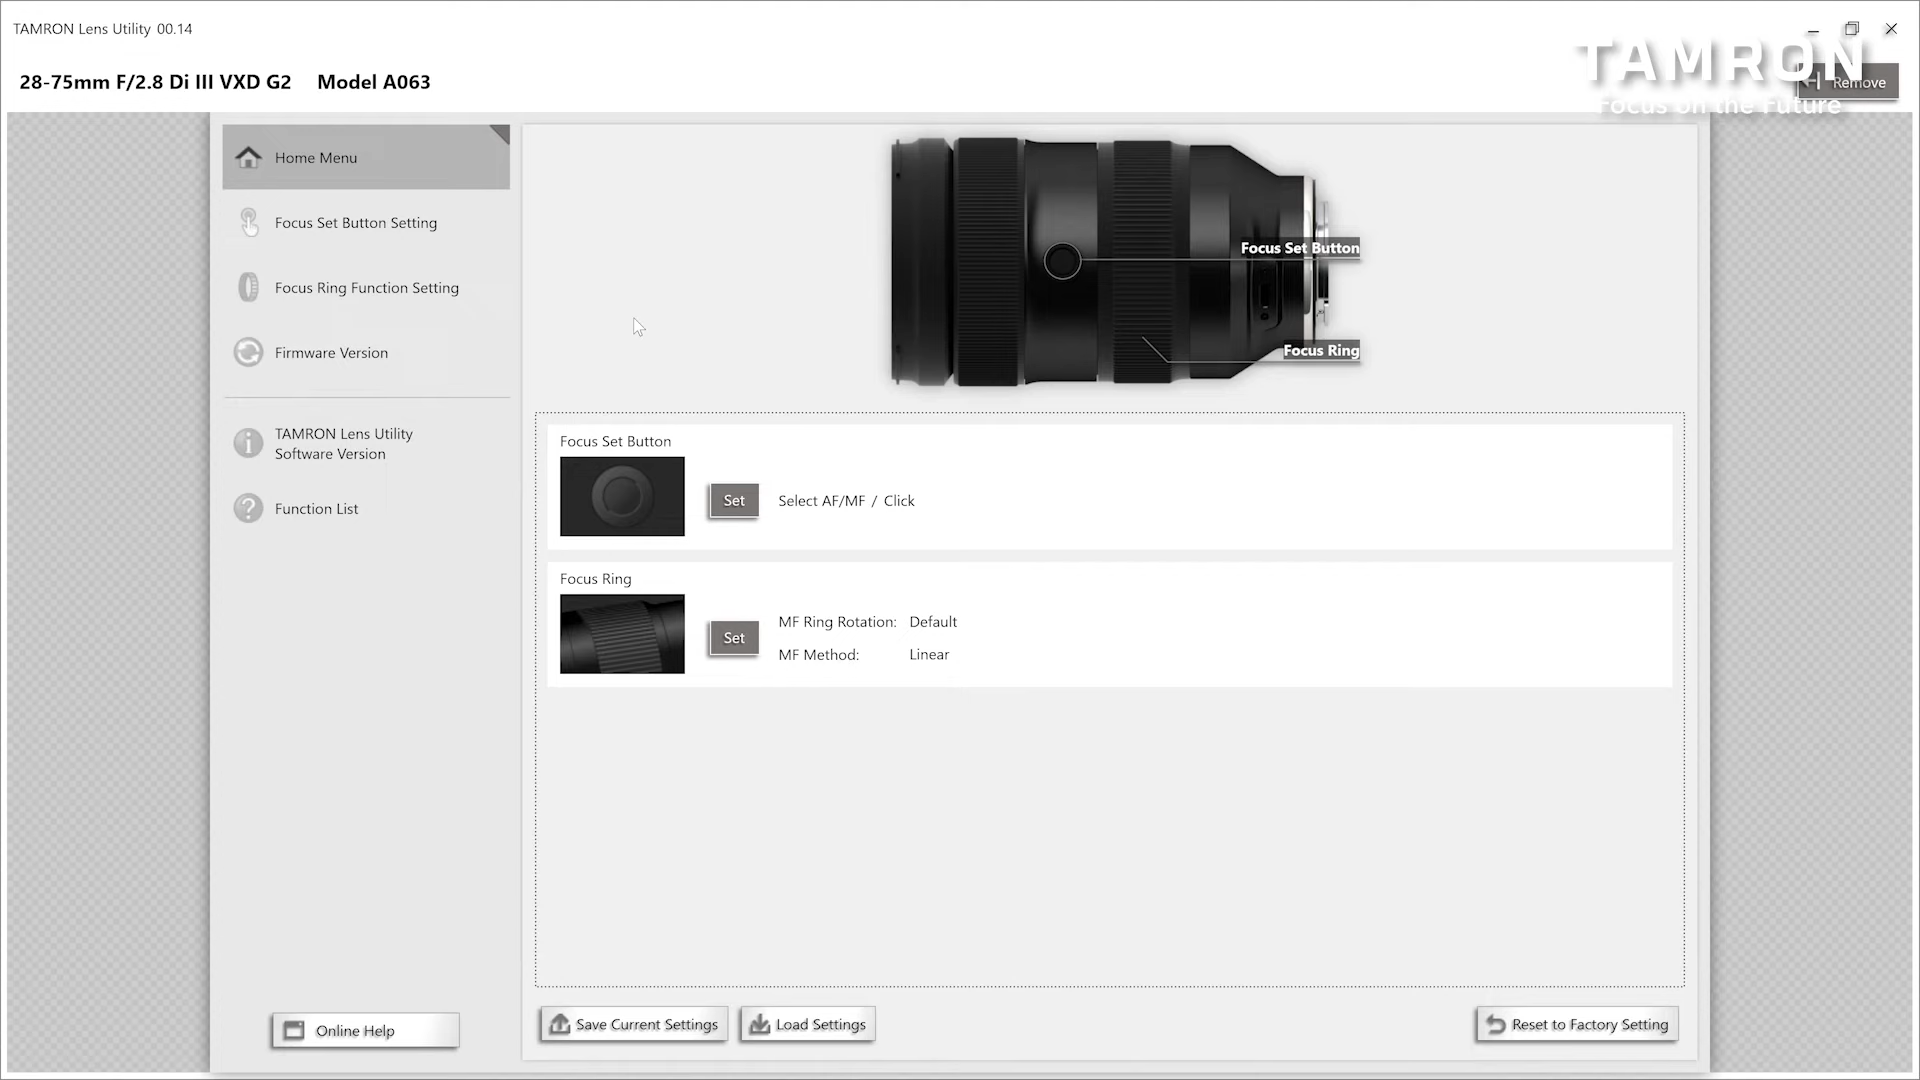 TAMRON Lens Utility 00.14
28-75mm F/2.8 Di III VXD G2 Model A063
TAMRON
Focus on the Future
Remove
Home Menu
Focus Set Button Setting
Focus Ring Function Setting
Firmware Version
TAMRON Lens Utility
Software Version
Function List
Online Help
Focus Set Button
Focus Ring
Focus Set Button
Set
Select AF/MF / Click
Focus Ring
Set
MF Ring Rotation: Default
MF Method: Linear
Save Current Settings
Load Settings
Reset to Factory Setting